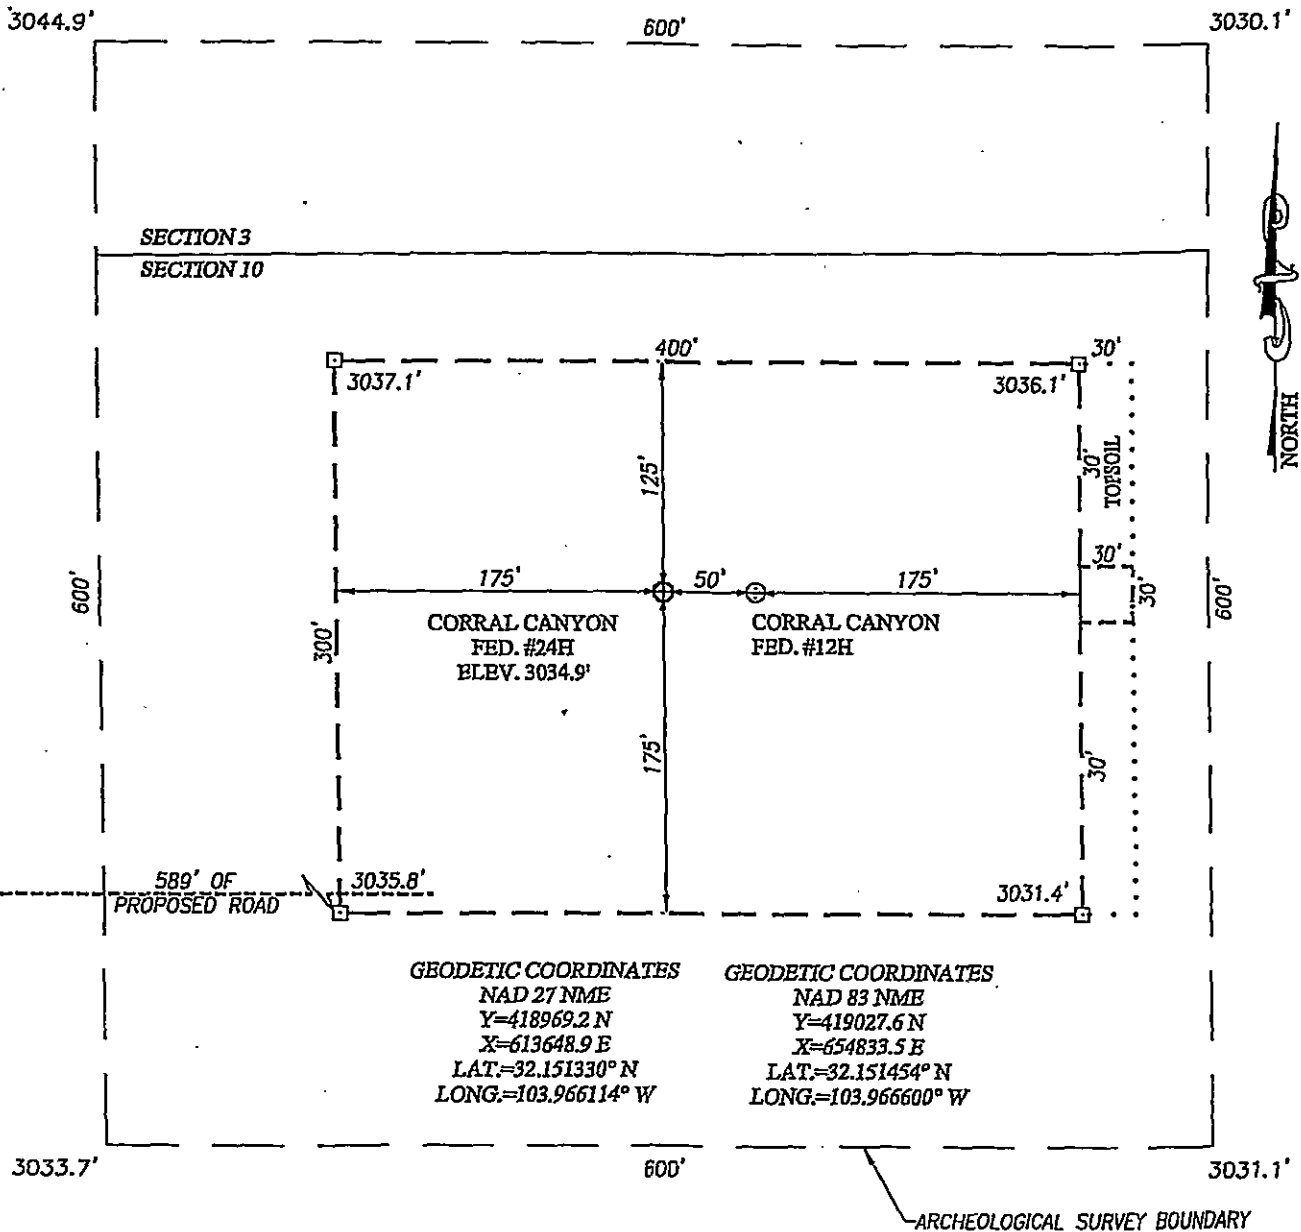 3044.9'
600'
3030.1'
SECTION 3
SECTION 10
400'
30'
3037.1'
3036.1'
NORTH
125'
30'
TOPSOIL
30'
175'
50'
175'
30'
600'
600'
300'
CORRAL CANYON
FED. #24H
ELEV. 3034.9'
CORRAL CANYON
FED. #12H
175'
30'
589' OF
PROPOSED ROAD
3035.8'
3031.4'
GEODETIC COORDINATES
NAD 27 NME
Y=418969.2 N
X=613648.9 E
LAT.=32.151330° N
LONG.=103.966114° W
GEODETIC COORDINATES
NAD 83 NME
Y=419027.6 N
X=654833.5 E
LAT.=32.151454° N
LONG.=103.966600° W
3033.7'
600'
3031.1'
ARCHEOLOGICAL SURVEY BOUNDARY